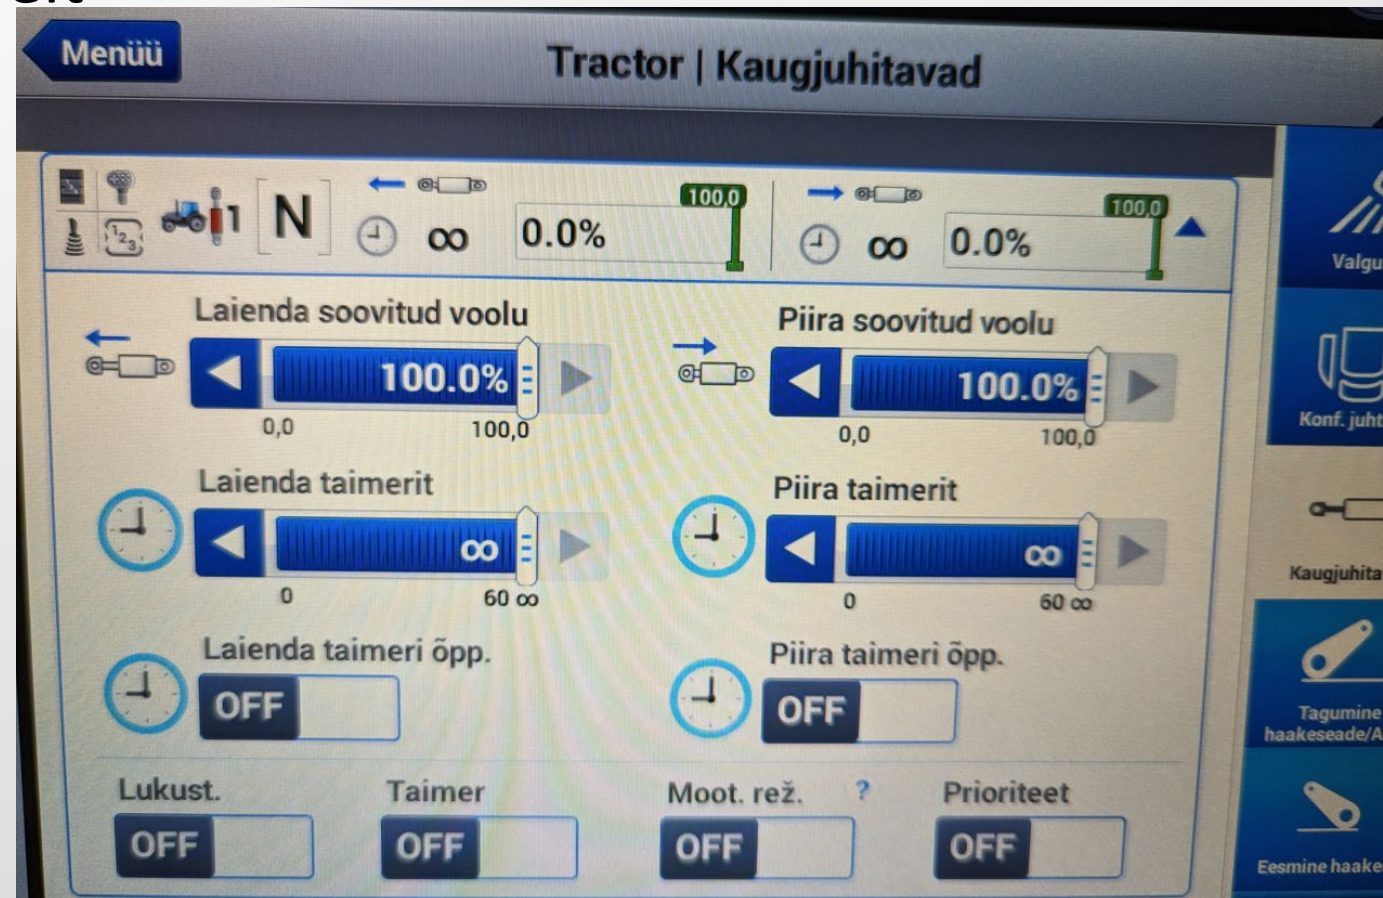 Menüü
Tractor | Kaugjuhitavad
1 N ∞ 0.0% 100,0 ∞ 0.0% 100,0
123
Laienda soovitud voolu
100.0%
0,0 100,0
Piira soovitud voolu
100.0%
0,0 100,0
Laienda taimerit
∞
0 60 ∞
Piira taimerit
∞
0 60 ∞
Laienda taimeri õpp.
OFF
Piira taimeri õpp.
OFF
Lukust. Taimer Moot. rež. ? Prioriteet
OFF OFF OFF OFF
Valgu
Konf. juht
Kaugjuhita
Tagumine
haakeseade/A
Eesmine haake